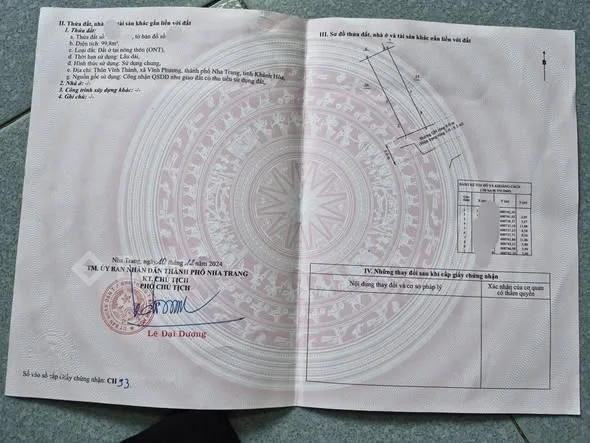 II. Thửa đất, nhà ở và tài sản khác gắn liền với đất
1. Thửa đất:
a. Thửa đất số: , tờ bản đồ số:
b. Diện tích: 99,8m²
c. Loại đất: Đất ở tại nông thôn (ONT),
d. Thời hạn sử dụng: Lâu dài,
đ. Hình thức sử dụng: Sử dụng chung,
e. Địa chỉ: Thôn Vĩnh Thành, xã Vĩnh Phương, thành phố Nha Trang, tỉnh Khánh Hòa,
g. Nguồn gốc sử dụng: Công nhận QSDĐ như giao đất có thu tiền sử dụng đất.
2. Nhà ở: -/-
3. Công trình xây dựng khác: -/-
4. Ghi chú: -/-
Nha Trang, ngày 10 tháng 12 năm 2024
TM. ỦY BAN NHÂN DÂN THÀNH PHỐ NHA TRANG
KT. CHỦ TỊCH
PHÓ CHỦ TỊCH
Lê Đại Dương
Số vào sổ cấp Giấy chứng nhận: CH 93
III. Sơ đồ thửa đất, nhà ở và tài sản khác gắn liền với đất
IV. Những thay đổi sau khi cấp giấy chứng nhận
Nội dung thay đổi và cơ sở pháp lý
Xác nhận của cơ quan có thẩm quyền